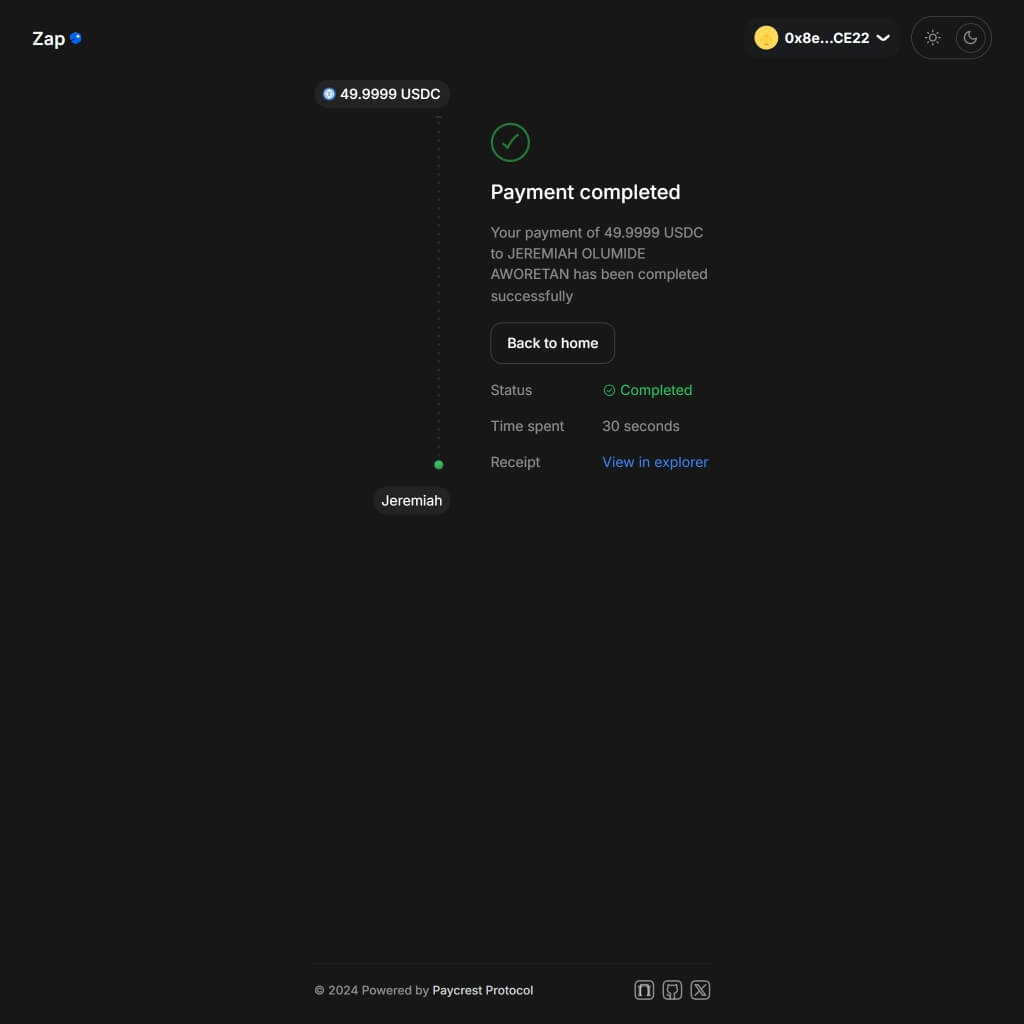 Zap
0x8e...CE22
49.9999 USDC
Payment completed
Your payment of 49.9999 USDC
to JEREMIAH OLUMIDE
AWORETAN has been completed
successfully
Back to home
Status Completed
Time spent 30 seconds
Receipt View in explorer
Jeremiah
© 2024 Powered by Paycrest Protocol